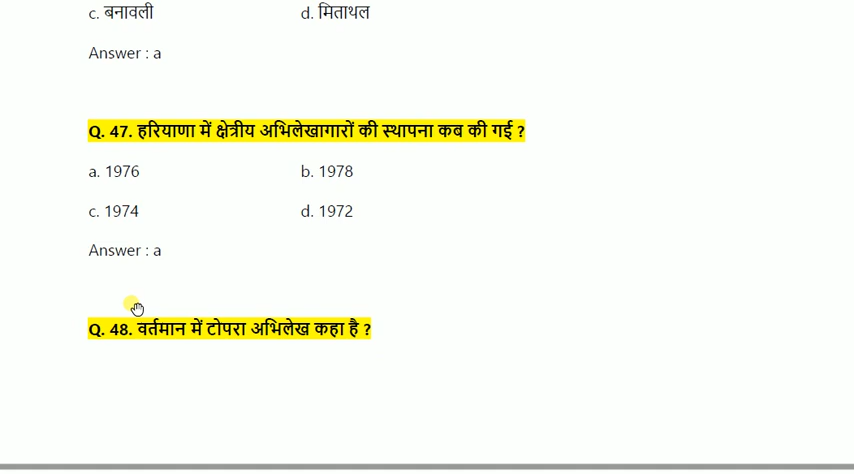 c. बनावली d. मिताथल
Answer : a
Q. 47. हरियाणा में क्षेत्रीय अभिलेखागारों की स्थापना कब की गई ?
a. 1976 b. 1978
c. 1974 d. 1972
Answer : a
Q. 48. वर्तमान में टोपरा अभिलेख कहा है ?